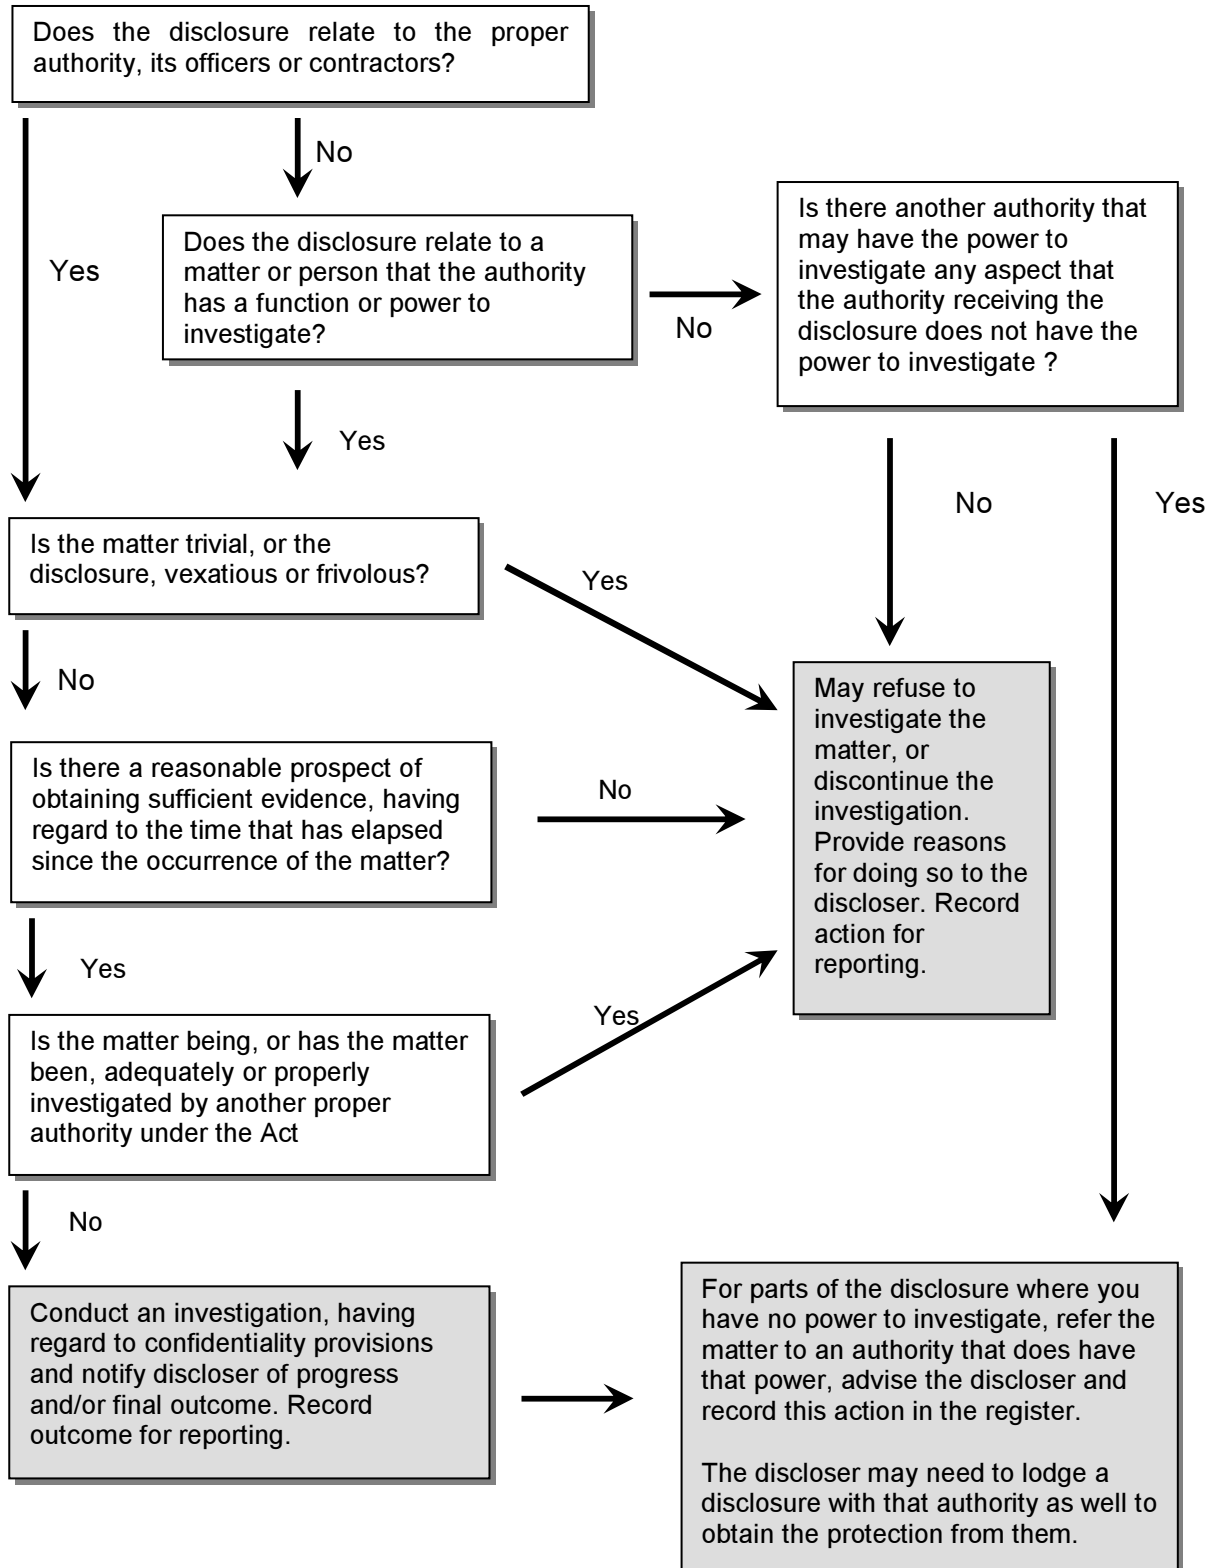 Does the disclosure relate to the proper
authority, its officers or contractors?
No
Yes
Does the disclosure relate to a
matter or person that the authority
has a function or power to
investigate?
No
Is there another authority that
may have the power to
investigate any aspect that
the authority receiving the
disclosure does not have the
power to investigate ?
Yes
No
Yes
Is the matter trivial, or the
disclosure, vexatious or frivolous?
Yes
No
May refuse to
investigate the
matter, or
discontinue the
investigation.
Provide reasons
for doing so to the
discloser. Record
action for
reporting.
Is there a reasonable prospect of
obtaining sufficient evidence, having
regard to the time that has elapsed
since the occurrence of the matter?
No
Yes
Is the matter being, or has the matter
been, adequately or properly
investigated by another proper
authority under the Act
Yes
No
Conduct an investigation, having
regard to confidentiality provisions
and notify discloser of progress
and/or final outcome. Record
outcome for reporting.
For parts of the disclosure where you
have no power to investigate, refer the
matter to an authority that does have
that power, advise the discloser and
record this action in the register.
The discloser may need to lodge a
disclosure with that authority as well to
obtain the protection from them.